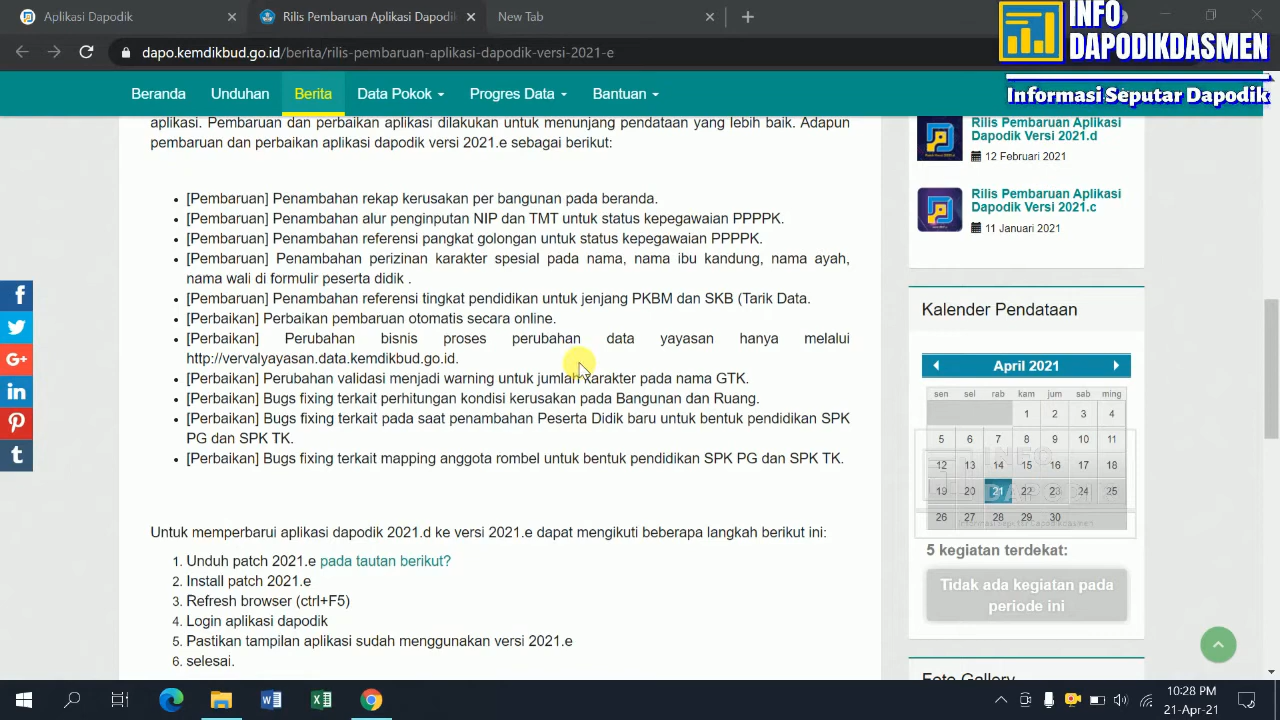 Aplikasi Dapodik
Rilis Pembaruan Aplikasi Dapodik
New Tab
INFO
DAPODIKDASMEN
Informasi Seputar Dapodik
dapo.kemdikbud.go.id/berita/rilis-pembaruan-aplikasi-dapodik-versi-2021-e
Beranda
Unduhan
Berita
Data Pokok
Progres Data
Bantuan
aplikasi. Pembaruan dan perbaikan aplikasi dilakukan untuk menunjang pendataan yang lebih baik. Adapun
pembaruan dan perbaikan aplikasi dapodik versi 2021.e sebagai berikut:
• [Pembaruan] Penambahan rekap kerusakan per bangunan pada beranda.
• [Pembaruan] Penambahan alur penginputan NIP dan TMT untuk status kepegawaian PPPPK.
• [Pembaruan] Penambahan referensi pangkat golongan untuk status kepegawaian PPPPK.
• [Pembaruan] Penambahan perizinan karakter spesial pada nama, nama ibu kandung, nama ayah,
nama wali di formulir peserta didik .
• [Pembaruan] Penambahan referensi tingkat pendidikan untuk jenjang PKBM dan SKB (Tarik Data.
• [Perbaikan] Perbaikan pembaruan otomatis secara online.
• [Perbaikan] Perubahan bisnis proses perubahan data yayasan hanya melalui
http://vervalyayasan.data.kemdikbud.go.id.
• [Perbaikan] Perubahan validasi menjadi warning untuk jumlah karakter pada nama GTK.
• [Perbaikan] Bugs fixing terkait perhitungan kondisi kerusakan pada Bangunan dan Ruang.
• [Perbaikan] Bugs fixing terkait pada saat penambahan Peserta Didik baru untuk bentuk pendidikan SPK
PG dan SPK TK.
• [Perbaikan] Bugs fixing terkait mapping anggota rombel untuk bentuk pendidikan SPK PG dan SPK TK.
Untuk memperbarui aplikasi dapodik 2021.d ke versi 2021.e dapat mengikuti beberapa langkah berikut ini:
1. Unduh patch 2021.e pada tautan berikut?
2. Install patch 2021.e
3. Refresh browser (ctrl+F5)
4. Login aplikasi dapodik
5. Pastikan tampilan aplikasi sudah menggunakan versi 2021.e
6. selesai.
Rilis Pembaruan Aplikasi
Dapodik Versi 2021.d
12 Februari 2021
Rilis Pembaruan Aplikasi
Dapodik Versi 2021.c
11 Januari 2021
Kalender Pendataan
April 2021
sen sel rab kam jum sab ming
1 2 3 4
5 6 7 8 9 10 11
12 13 14 15 16 17 18
19 20 21 22 23 24 25
26 27 28 29 30
INFO
DAPODIK
5 kegiatan terdekat:
Tidak ada kegiatan pada
periode ini
Foto Gallery
10:28 PM
21-Apr-21